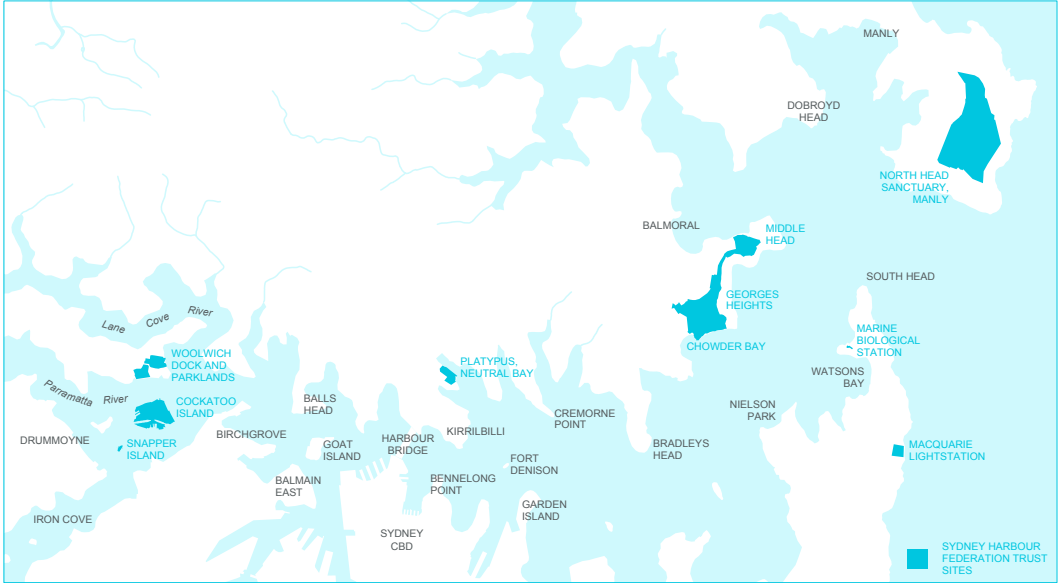 MANLY
DOBROYD
HEAD
NORTH HEAD
SANCTUARY,
MANLY
BALMORAL
MIDDLE
HEAD
SOUTH HEAD
GEORGES
HEIGHTS
Lane Cove River
MARINE
BIOLOGICAL
STATION
CHOWDER BAY
WOOLWICH
DOCK AND
PARKLANDS
PLATYPUS,
NEUTRAL BAY
WATSONS
BAY
Parramatta River
COCKATOO
ISLAND
BALLS
HEAD
NIELSON
PARK
CREMORNE
POINT
DRUMMOYNE
SNAPPER
ISLAND
BIRCHGROVE
GOAT
ISLAND
HARBOUR
BRIDGE
KIRRILBILLI
BRADLEYS
HEAD
MACQUARIE
LIGHTSTATION
FORT
DENISON
BALMAIN
EAST
BENNELONG
POINT
GARDEN
ISLAND
IRON COVE
SYDNEY
CBD
SYDNEY HARBOUR
FEDERATION TRUST
SITES